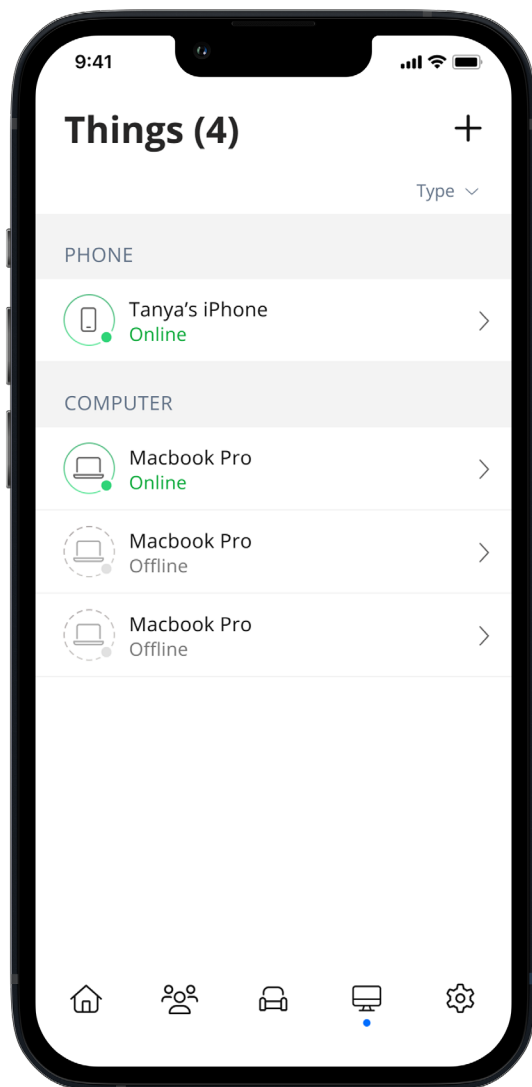 9:41
Things (4)
Type
PHONE
Tanya’s iPhone
Online
COMPUTER
Macbook Pro
Online
Macbook Pro
Offline
Macbook Pro
Offline